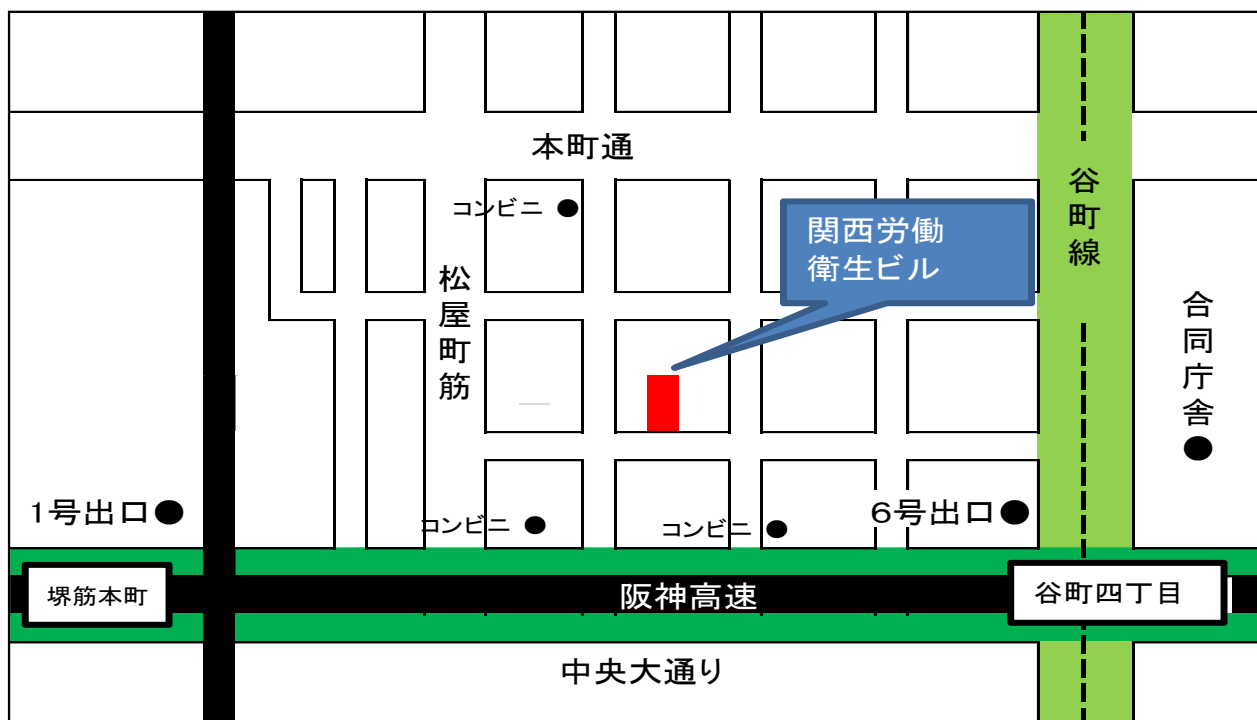 本町通
コンビニ
谷町線
関西労働
衛生ビル
松屋町筋
合同庁舎
1号出口
コンビニ
コンビニ
6号出口
堺筋本町
阪神高速
谷町四丁目
中央大通り